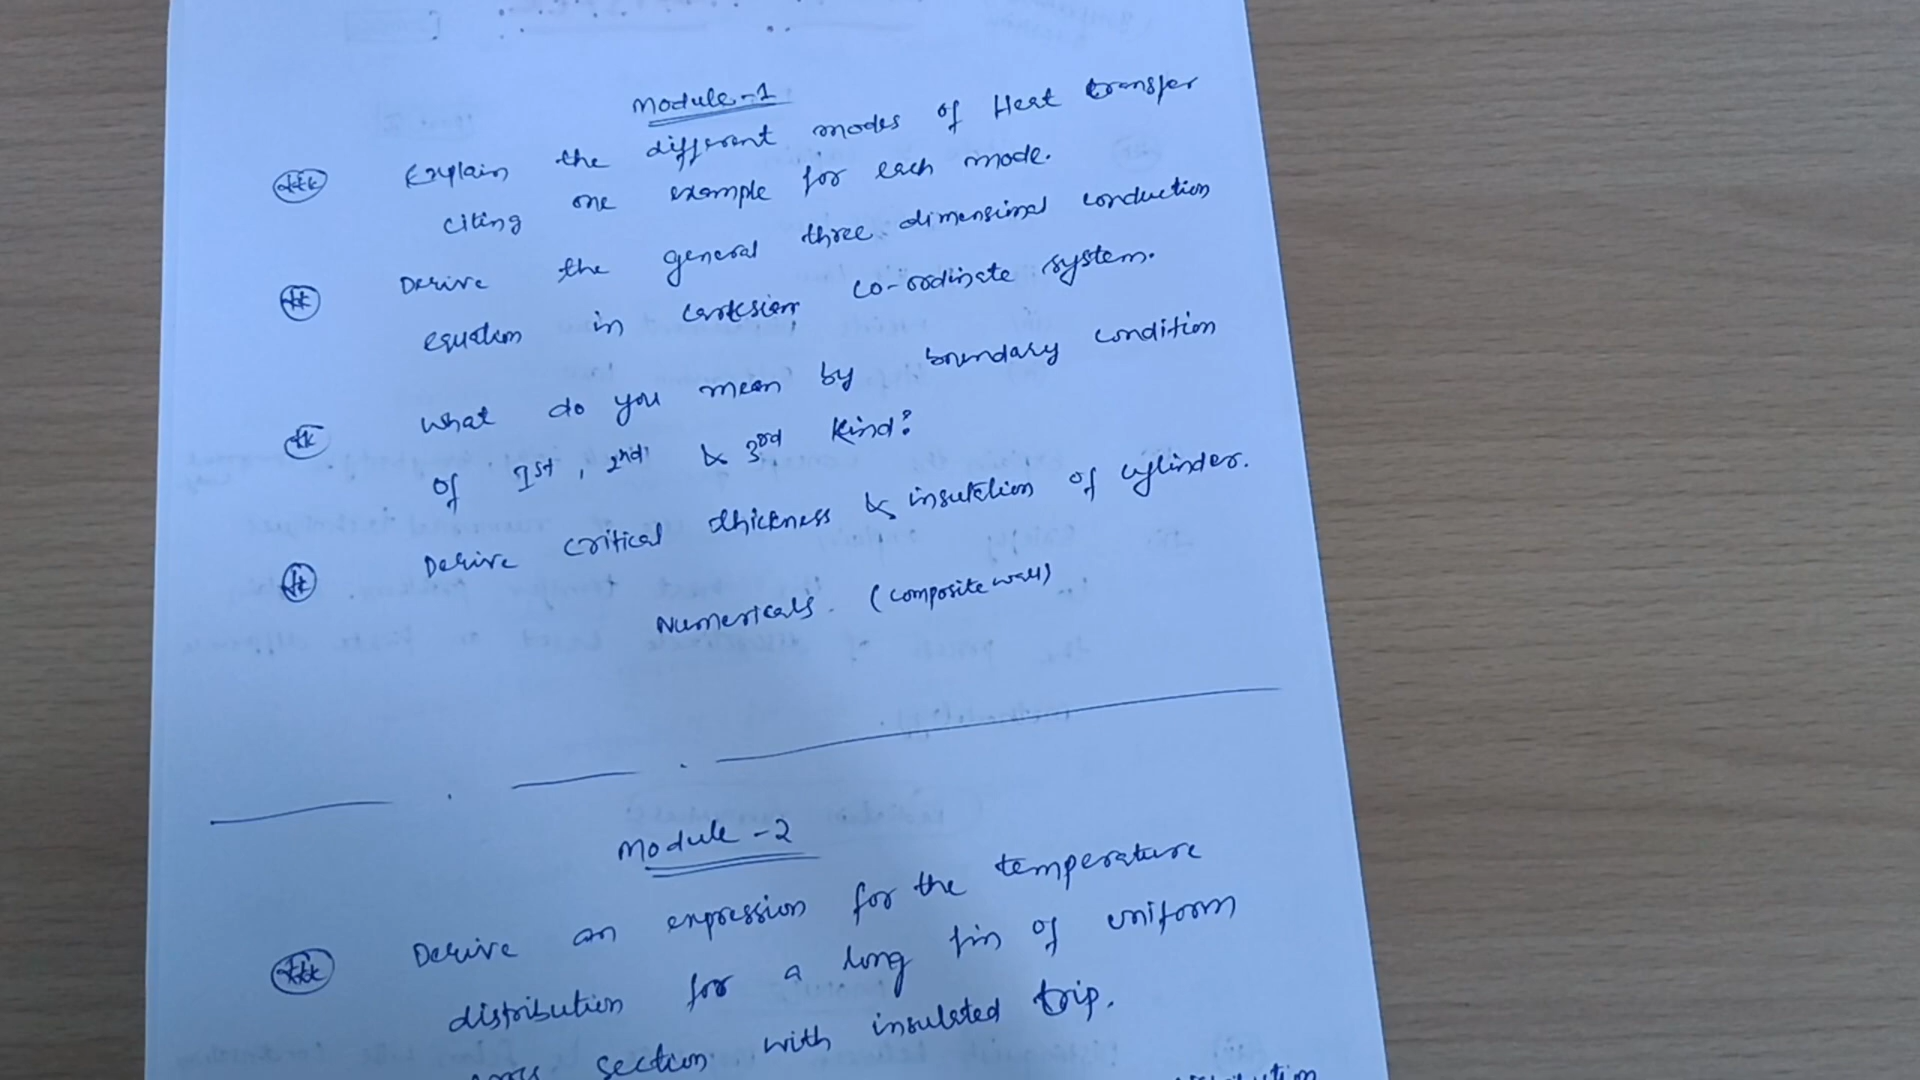 Module-1
*** Explain the different modes of Heat transfer
citing one example for each mode.
** Derive the general three dimensional conduction
equation in cartesian co-ordinate system.
** what do you mean by boundary condition
of 1st, 2nd & 3rd kind?
** Derive critical thickness & insulation of cylinder.
Numericals. (composite wall)
Module-2
*** Derive an expression for the temperature
distribution for a long fin of uniform
section with insulated trip.